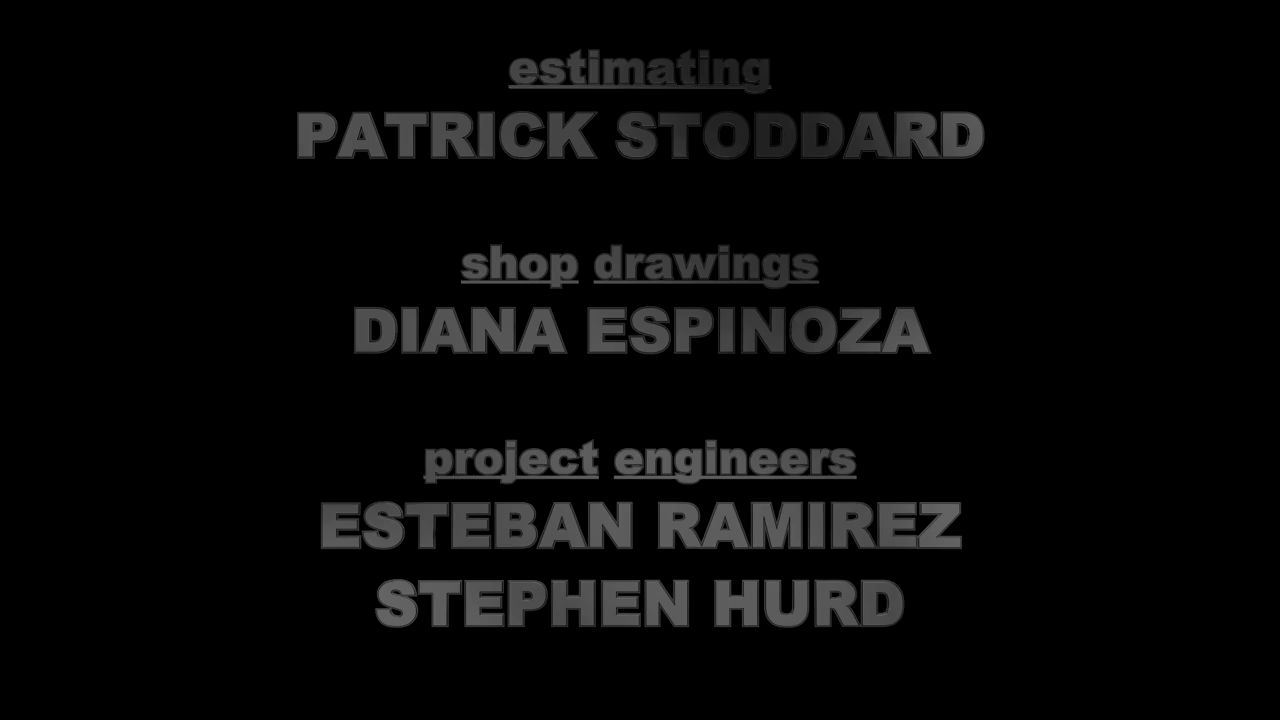 estimating
PATRICK STODDARD
shop drawings
DIANA ESPINOZA
project engineers
ESTEBAN RAMIREZ
STEPHEN HURD